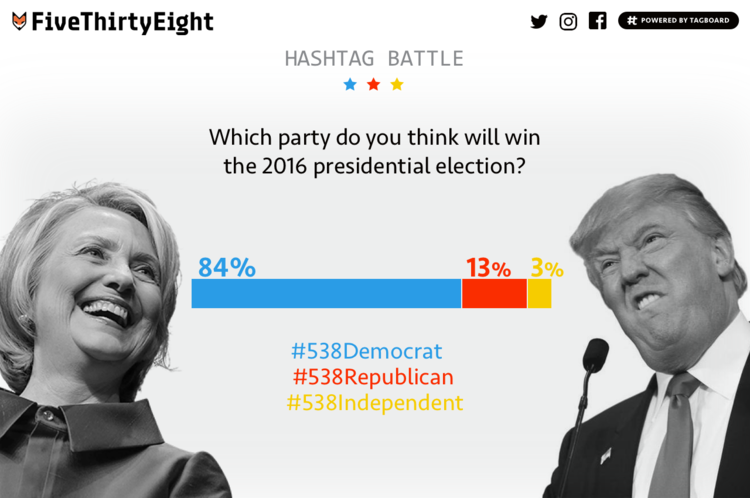 FiveThirtyEight
# POWERED BY TAGBOARD
HASHTAG BATTLE
Which party do you think will win
the 2016 presidential election?
84% 13% 3%
#538Democrat
#538Republican
#538Independent